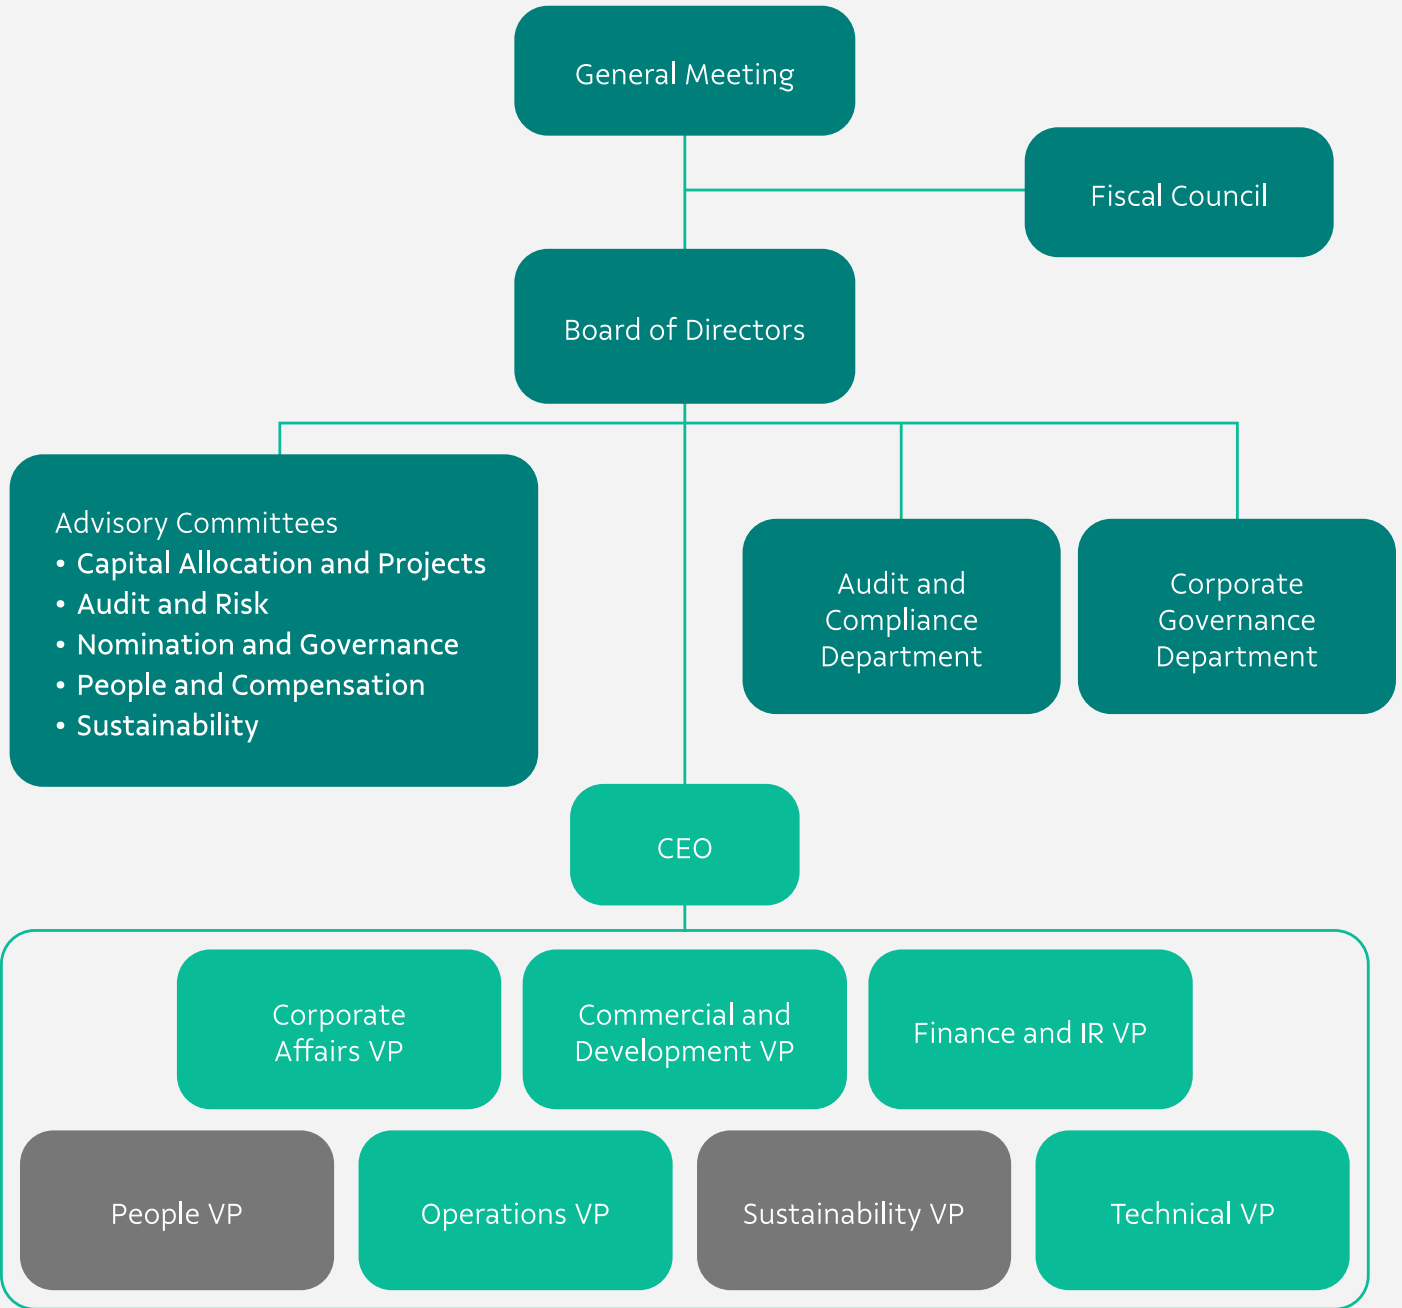 General Meeting
Fiscal Council
Board of Directors
Advisory Committees
• Capital Allocation and Projects
• Audit and Risk
• Nomination and Governance
• People and Compensation
• Sustainability
Audit and
Compliance
Department
Corporate
Governance
Department
CEO
Corporate
Affairs VP
Commercial and
Development VP
Finance and IR VP
People VP
Operations VP
Sustainability VP
Technical VP